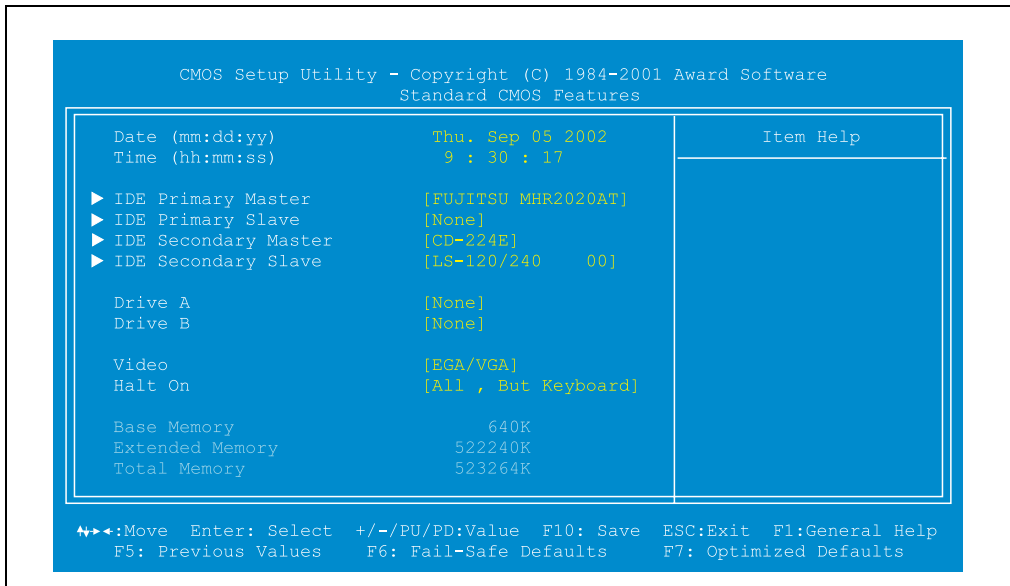 CMOS Setup Utility - Copyright (C) 1984-2001 Award Software
Standard CMOS Features
Date (mm:dd:yy) Thu. Sep 05 2002
Time (hh:mm:ss) 9 : 30 : 17
Item Help
▶ IDE Primary Master [FUJITSU MHR2020AT]
▶ IDE Primary Slave [None]
▶ IDE Secondary Master [CD-224E]
▶ IDE Secondary Slave [LS-120/240 00]
Drive A [None]
Drive B [None]
Video [EGA/VGA]
Halt On [All , But Keyboard]
Base Memory 640K
Extended Memory 522240K
Total Memory 523264K
:Move Enter: Select +/-/PU/PD:Value F10: Save ESC:Exit F1:General Help
F5: Previous Values F6: Fail-Safe Defaults F7: Optimized Defaults